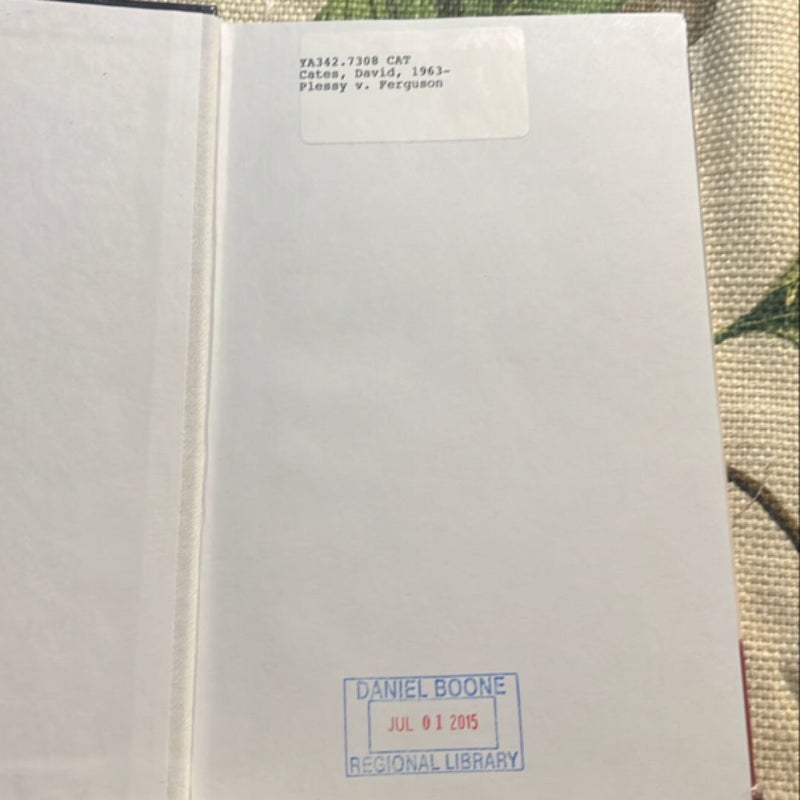 YA342.7308 CAT
Cates, David, 1963-
Plessy v. Ferguson
DANIEL BOONE
JUL 01 2015
REGIONAL LIBRARY